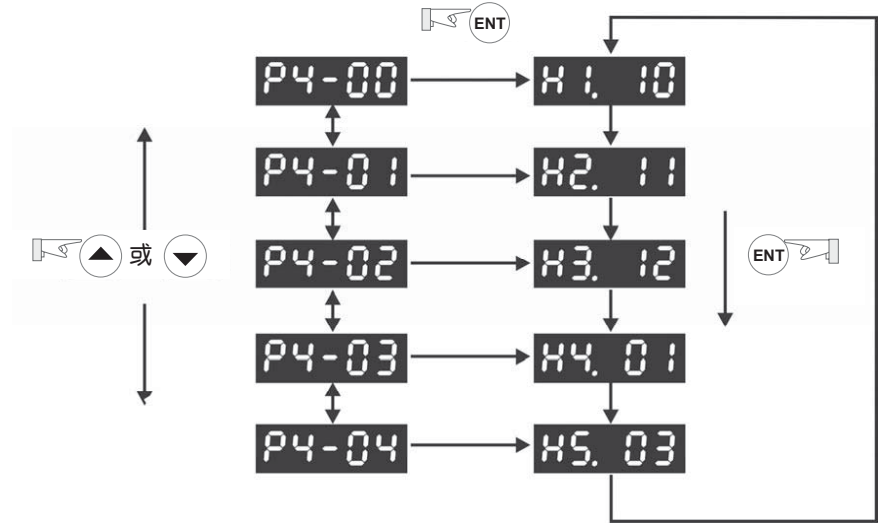 ENT
P4-00 H1. 10
P4-01 H2. 11
或
P4-02 H3. 12
ENT
P4-03 H4. 01
P4-04 H5. 03